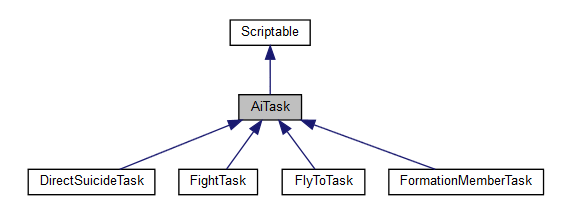 Scriptable
AiTask
DirectSuicideTask
FightTask
FlyToTask
FormationMemberTask